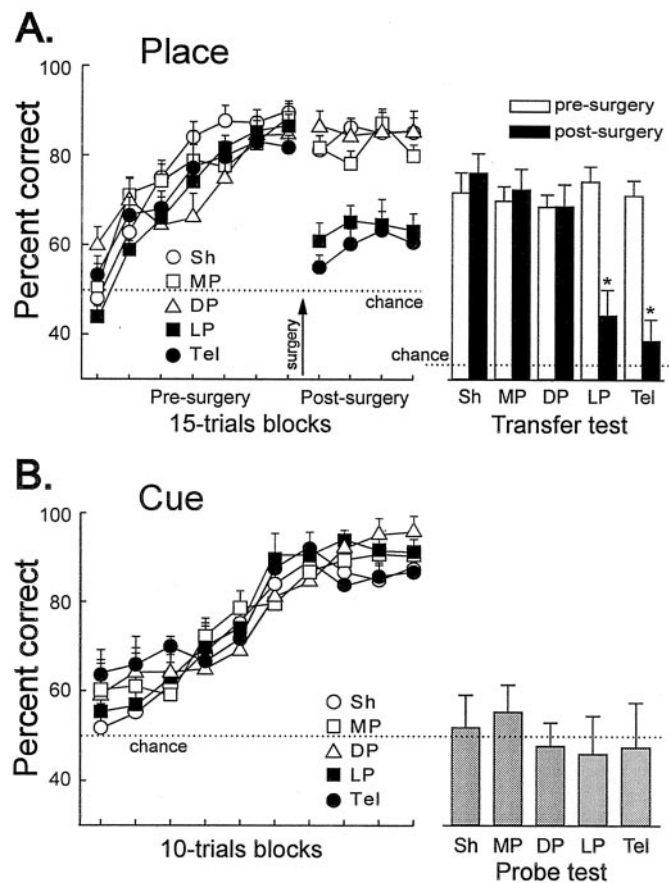 A.
Place
100
80
60
40
Percent correct
Sh
MP
DP
LP
Tel
chance
surgery
Pre-surgery
Post-surgery
15-trials blocks
pre-surgery
post-surgery
*
*
chance
Sh MP DP LP Tel
Transfer test
B.
Cue
100
80
60
40
Percent correct
chance
Sh
MP
DP
LP
Tel
10-trials blocks
Sh MP DP LP Tel
Probe test